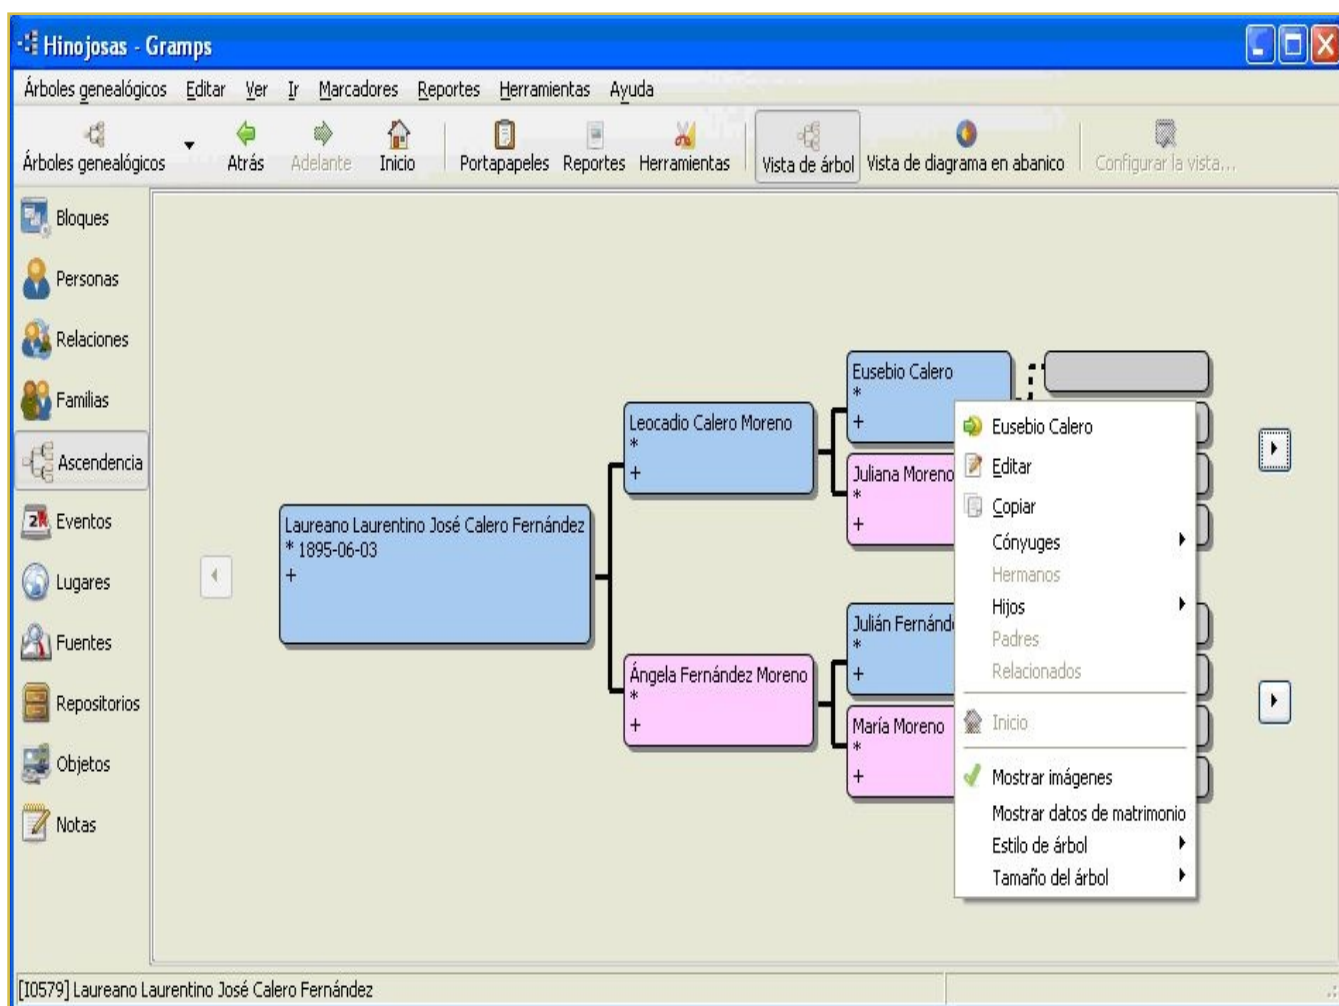 Hinojosas - Gramps
Árboles genealógicos Editar Ver Ir Marcadores Reportes Herramientas Ayuda
Árboles genealógicos Atrás Adelante Inicio Portapapeles Reportes Herramientas Vista de árbol Vista de diagrama en abanico Configurar la vista...
Bloques
Personas
Relaciones
Familias
Ascendencia
Eventos
Lugares
Fuentes
Repositorios
Objetos
Notas
Laureano Laurentino José Calero Fernández
* 1895-06-03
+
Leocadio Calero Moreno
*
+
Ángela Fernández Moreno
*
+
Eusebio Calero
*
+
Juliana Moreno
*
+
Julián Fernánd
*
+
María Moreno
*
+
Eusebio Calero
Editar
Copiar
Cónyuges
Hermanos
Hijos
Padres
Relacionados
Inicio
Mostrar imágenes
Mostrar datos de matrimonio
Estilo de árbol
Tamaño del árbol
[I0579] Laureano Laurentino José Calero Fernández